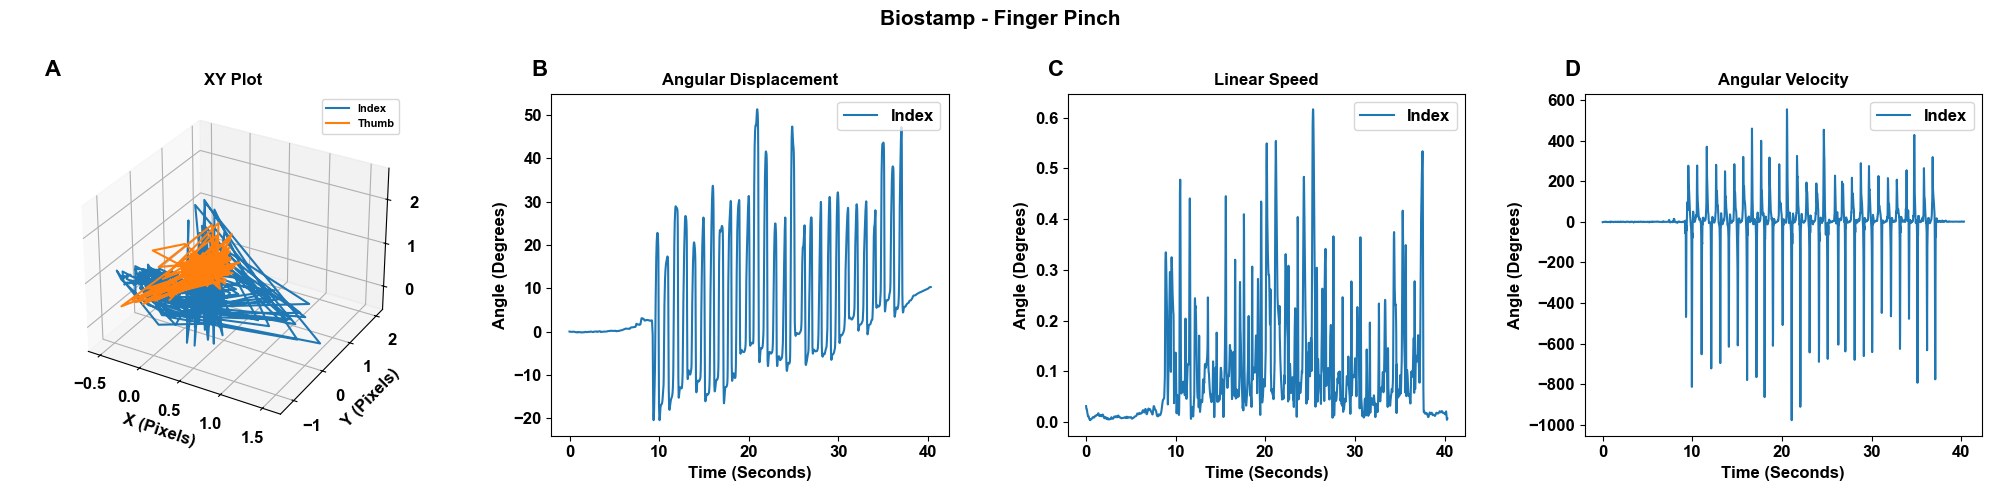 Biostamp - Finger Pinch
A
XY Plot
Index
Thumb
2
1
0
2
1
0
−1
−0.5
0.0
0.5
1.0
1.5
X (Pixels)
Y (Pixels)
B
Angular Displacement
Index
50
40
30
20
10
0
−10
−20
Angle (Degrees)
0 10 20 30 40
Time (Seconds)
C
Linear Speed
Index
0.6
0.5
0.4
0.3
0.2
0.1
0.0
Angle (Degrees)
0 10 20 30 40
Time (Seconds)
D
Angular Velocity
Index
600
400
200
0
−200
−400
−600
−800
−1000
Angle (Degrees)
0 10 20 30 40
Time (Seconds)